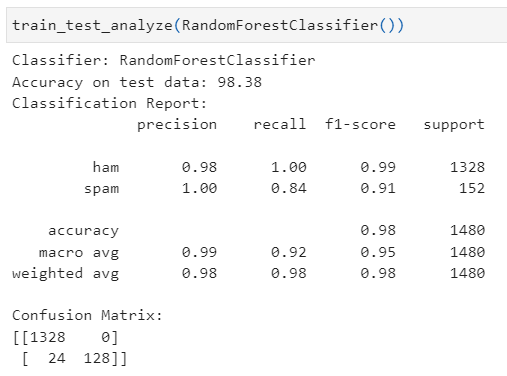 train_test_analyze(RandomForestClassifier())
Classifier: RandomForestClassifier
Accuracy on test data: 98.38
Classification Report:
              precision    recall  f1-score   support

         ham       0.98      1.00      0.99      1328
        spam       1.00      0.84      0.91       152

    accuracy                           0.98      1480
   macro avg       0.99      0.92      0.95      1480
weighted avg       0.98      0.98      0.98      1480

Confusion Matrix:
[[1328    0]
 [  24  128]]